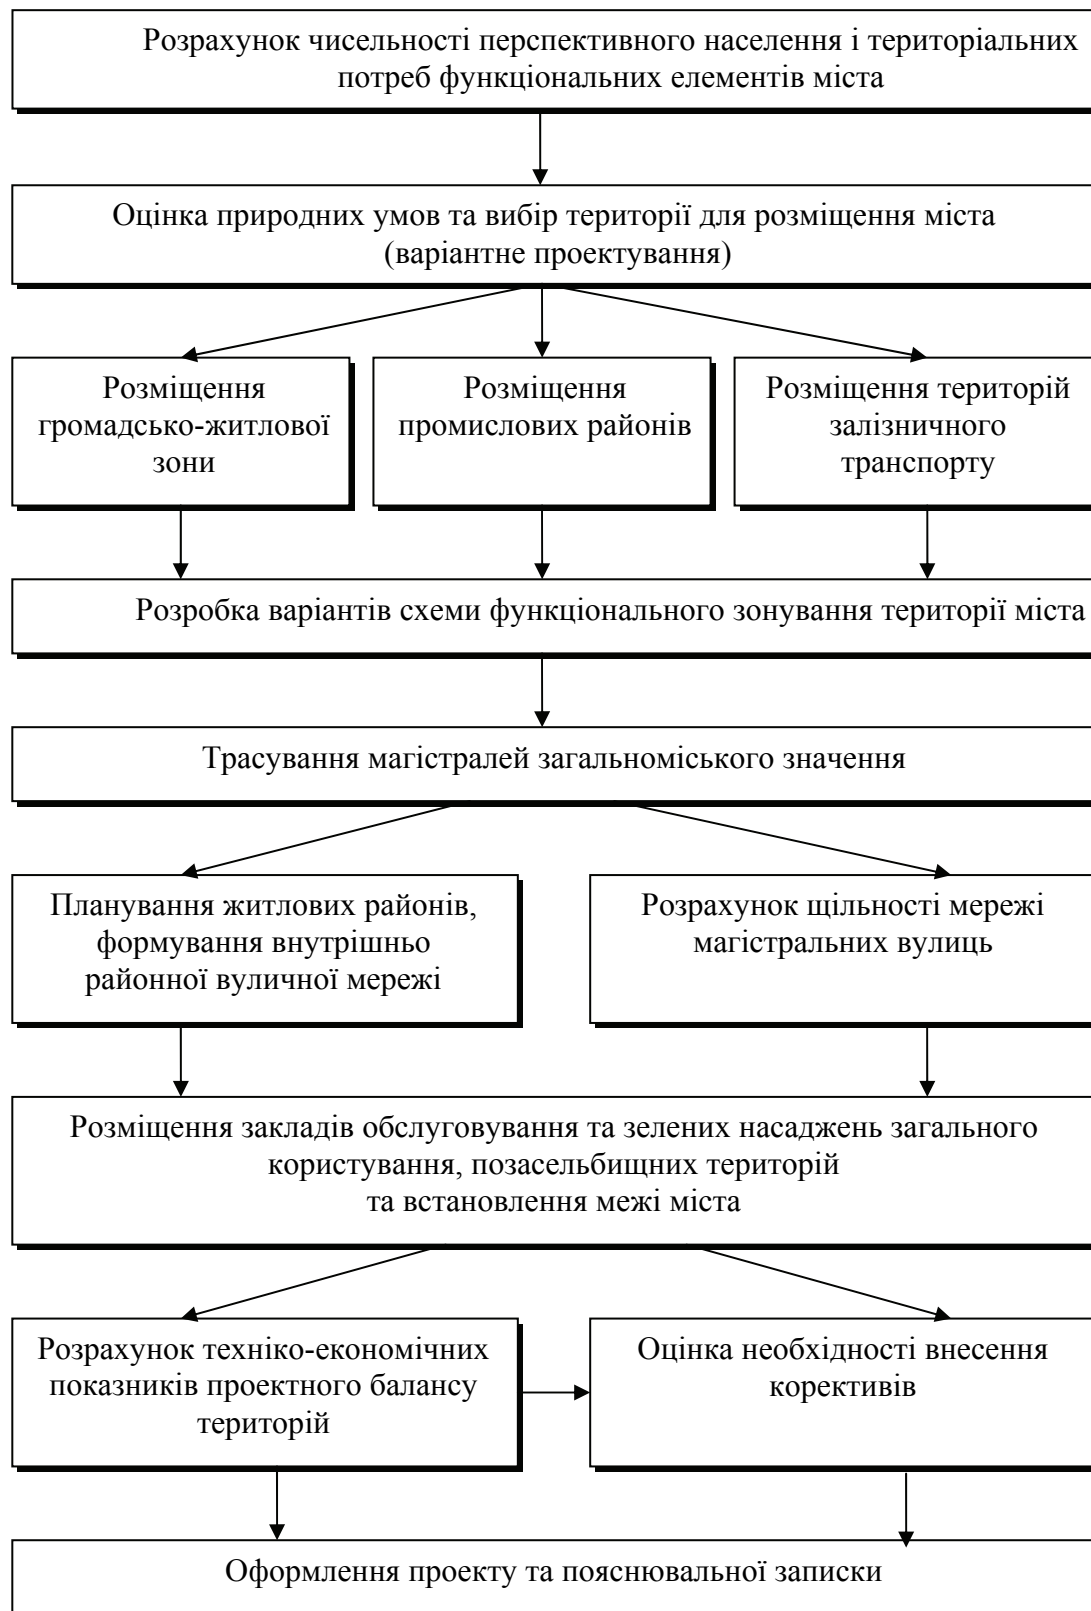 Розрахунок чисельності перспективного населення і територіальних
потреб функціональних елементів міста
Оцінка природних умов та вибір території для розміщення міста
(варіантне проектування)
Розміщення
громадсько-житлової
зони
Розміщення
промислових районів
Розміщення територій
залізничного
транспорту
Розробка варіантів схеми функціонального зонування території міста
Трасування магістралей загальноміського значення
Планування житлових районів,
формування внутрішньо
районної вуличної мережі
Розрахунок щільності мережі
магістральних вулиць
Розміщення закладів обслуговування та зелених насаджень загального
користування, позасельбищних територій
та встановлення межі міста
Розрахунок техніко-економічних
показників проектного балансу
територій
Оцінка необхідності внесення
корективів
Оформлення проекту та пояснювальної записки